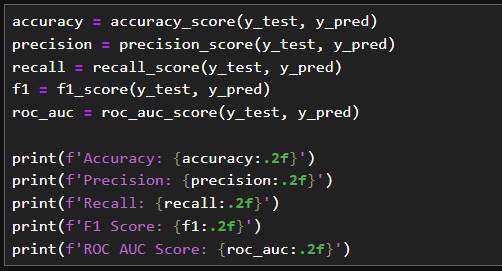 accuracy = accuracy_score(y_test, y_pred)
precision = precision_score(y_test, y_pred)
recall = recall_score(y_test, y_pred)
f1 = f1_score(y_test, y_pred)
roc_auc = roc_auc_score(y_test, y_pred)

print(f'Accuracy: {accuracy:.2f}')
print(f'Precision: {precision:.2f}')
print(f'Recall: {recall:.2f}')
print(f'F1 Score: {f1:.2f}')
print(f'ROC AUC Score: {roc_auc:.2f}')